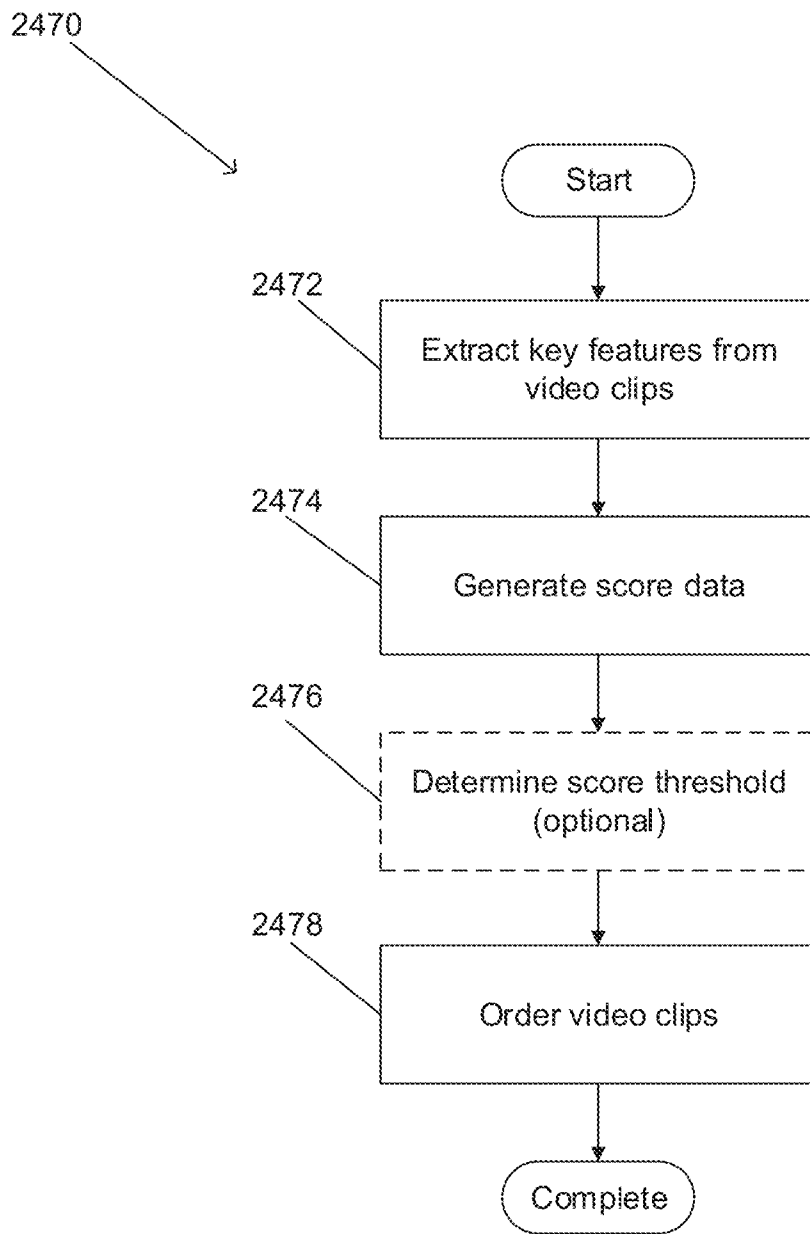 2470
Start
2472
Extract key features from
video clips
2474
Generate score data
2476
Determine score threshold
(optional)
2478
Order video clips
Complete